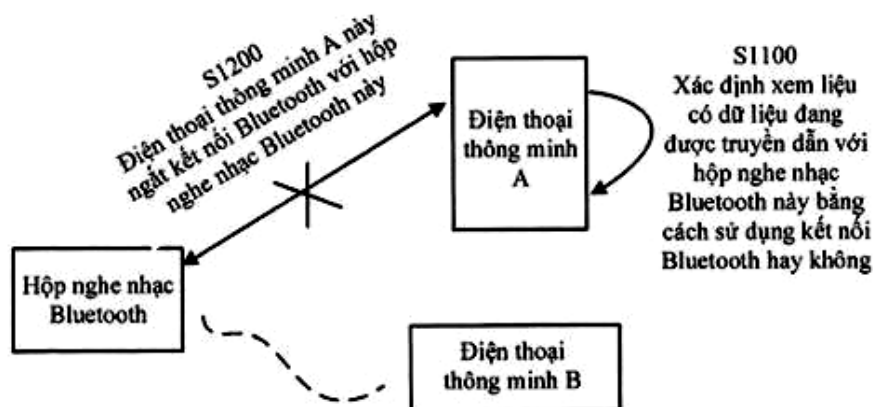 S1200
Điện thoại thông minh A này
ngắt kết nối Bluetooth với hộp
nghe nhạc Bluetooth này
Điện thoại
thông minh
A
S1100
Xác định xem liệu
có dữ liệu đang
được truyền dẫn với
hộp nghe nhạc
Bluetooth này bằng
cách sử dụng kết nối
Bluetooth hay không
Hộp nghe nhạc
Bluetooth
Điện thoại
thông minh B